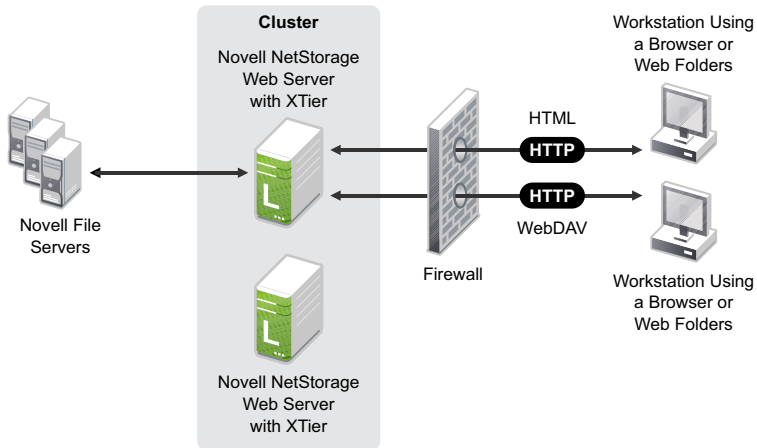 Cluster
Novell NetStorage
Web Server
with XTier
L
Novell File
Servers
Firewall
HTML
HTTP
HTTP
WebDAV
Workstation Using
a Browser or
Web Folders
Workstation Using
a Browser or
Web Folders
L
Novell NetStorage
Web Server
with XTier